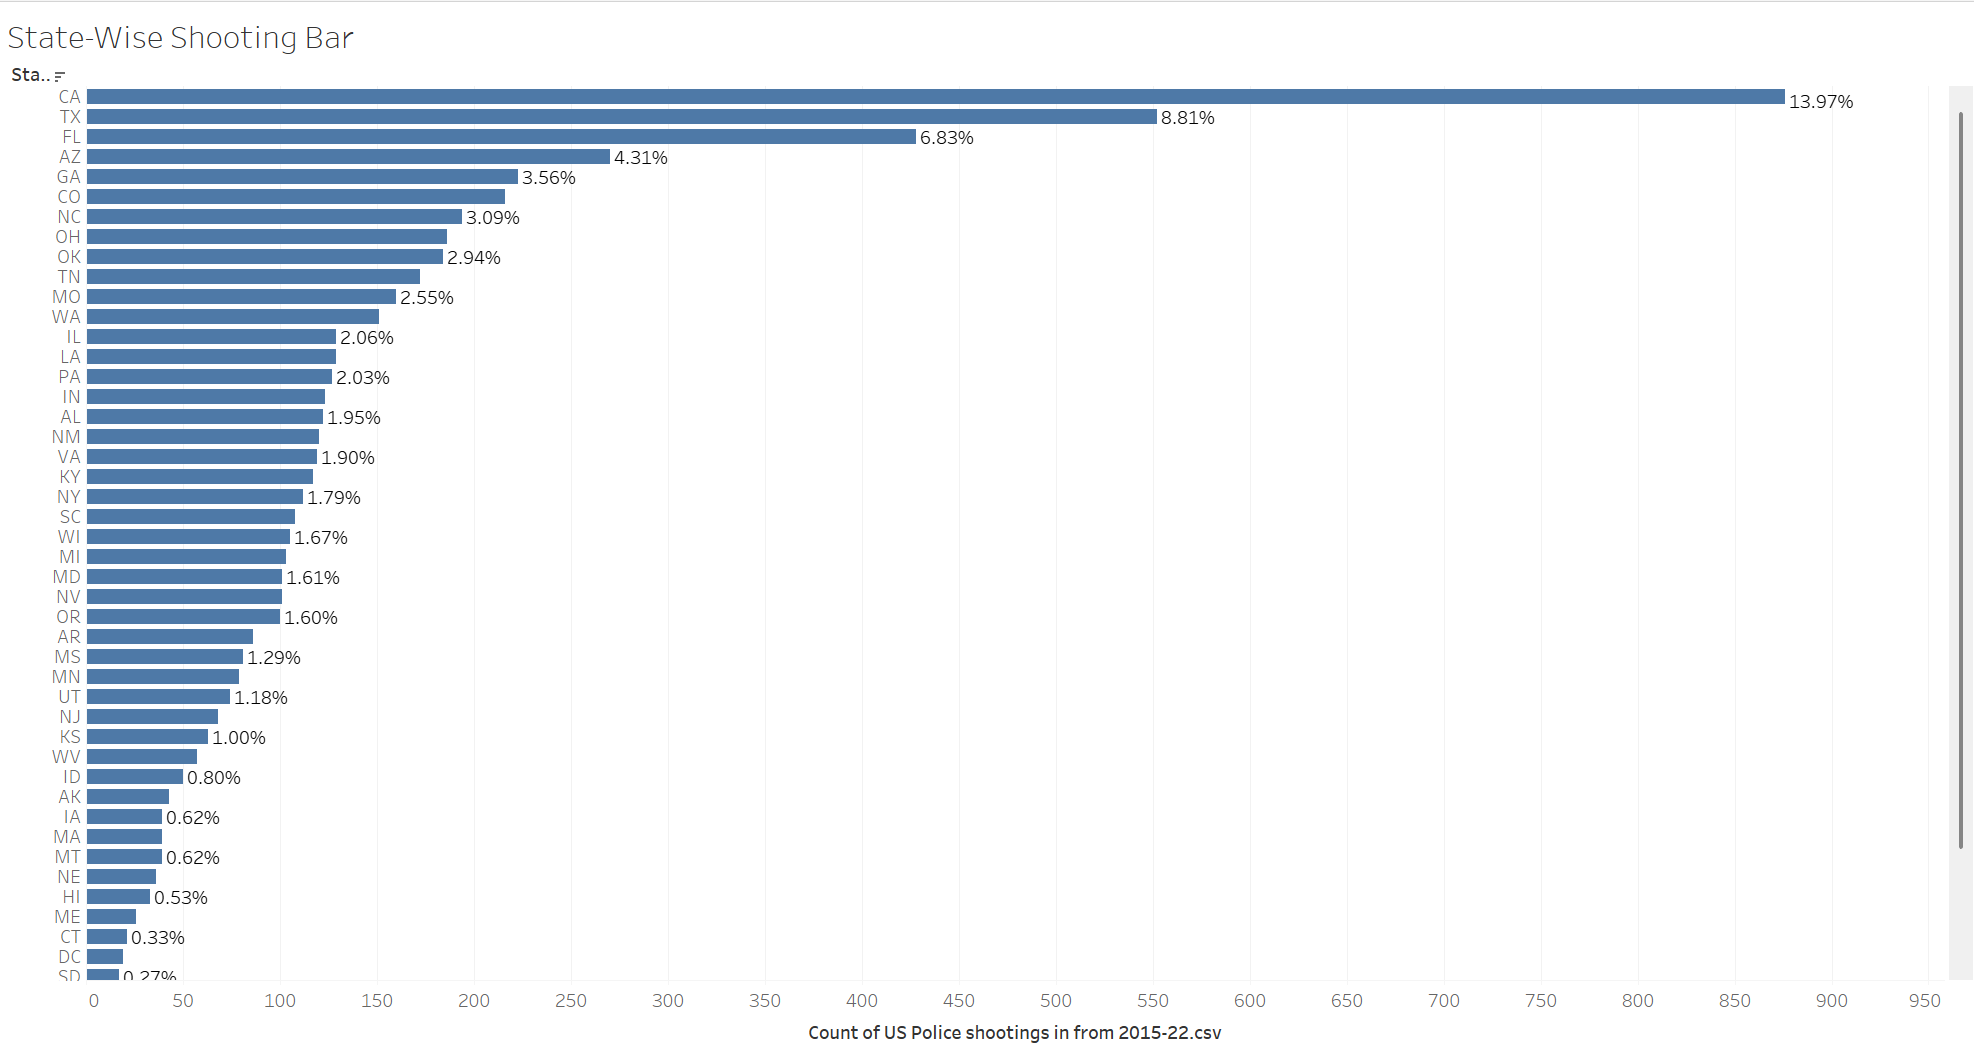 State-Wise Shooting Bar
Sta..
CA 13.97%
TX 8.81%
FL 6.83%
AZ 4.31%
GA 3.56%
CO
NC 3.09%
OH
OK 2.94%
TN
MO 2.55%
WA
IL 2.06%
LA
PA 2.03%
IN
AL 1.95%
NM
VA 1.90%
KY
NY 1.79%
SC
WI 1.67%
MI
MD 1.61%
NV
OR 1.60%
AR
MS 1.29%
MN
UT 1.18%
NJ
KS 1.00%
WV
ID 0.80%
AK
IA 0.62%
MA
MT 0.62%
NE
HI 0.53%
ME
CT 0.33%
DC
SD 0.27%
0 50 100 150 200 250 300 350 400 450 500 550 600 650 700 750 800 850 900 950
Count of US Police shootings in from 2015-22.csv